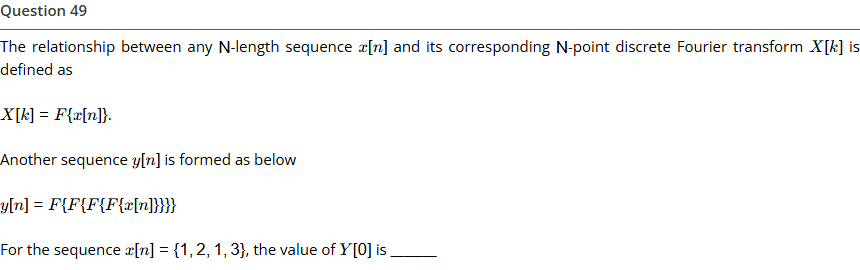 Question 49
The relationship between any N-length sequence x[n] and its corresponding N-point discrete Fourier transform X[k] is
defined as
X[k] = F{x[n]}.
Another sequence y[n] is formed as below
y[n] = F{F{F{F{x[n]}}}}
For the sequence x[n] = {1, 2, 1, 3}, the value of Y[0] is ______